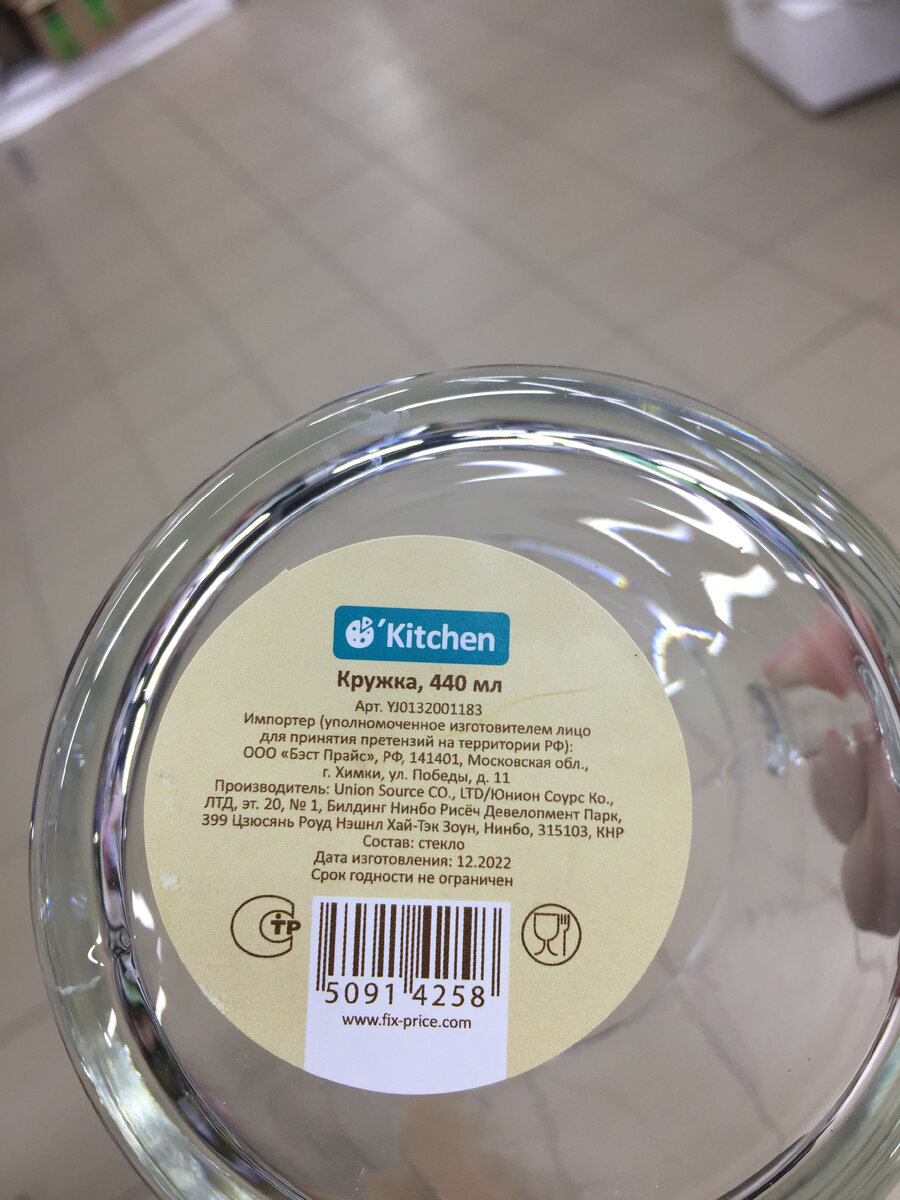 'Kitchen
Кружка, 440 мл
Арт. YJ0132001183
Импортер (уполномоченное изготовителем лицо
для принятия претензий на территории РФ):
ООО «Бэст Прайс», РФ, 141401, Московская обл.,
г. Химки, ул. Победы, д. 11
Производитель: Union Source CO., LTD/Юнион Соурс Ко.,
ЛТД, эт. 20, № 1, Билдинг Нинбо Рисёч Девелопмент Парк,
399 Цзюсянь Роуд Нэшнл Хай-Тэк Зоун, Нинбо, 315103, КНР
Состав: стекло
Дата изготовления: 12.2022
Срок годности не ограничен
СТР
5091 4258
www.fix-price.com